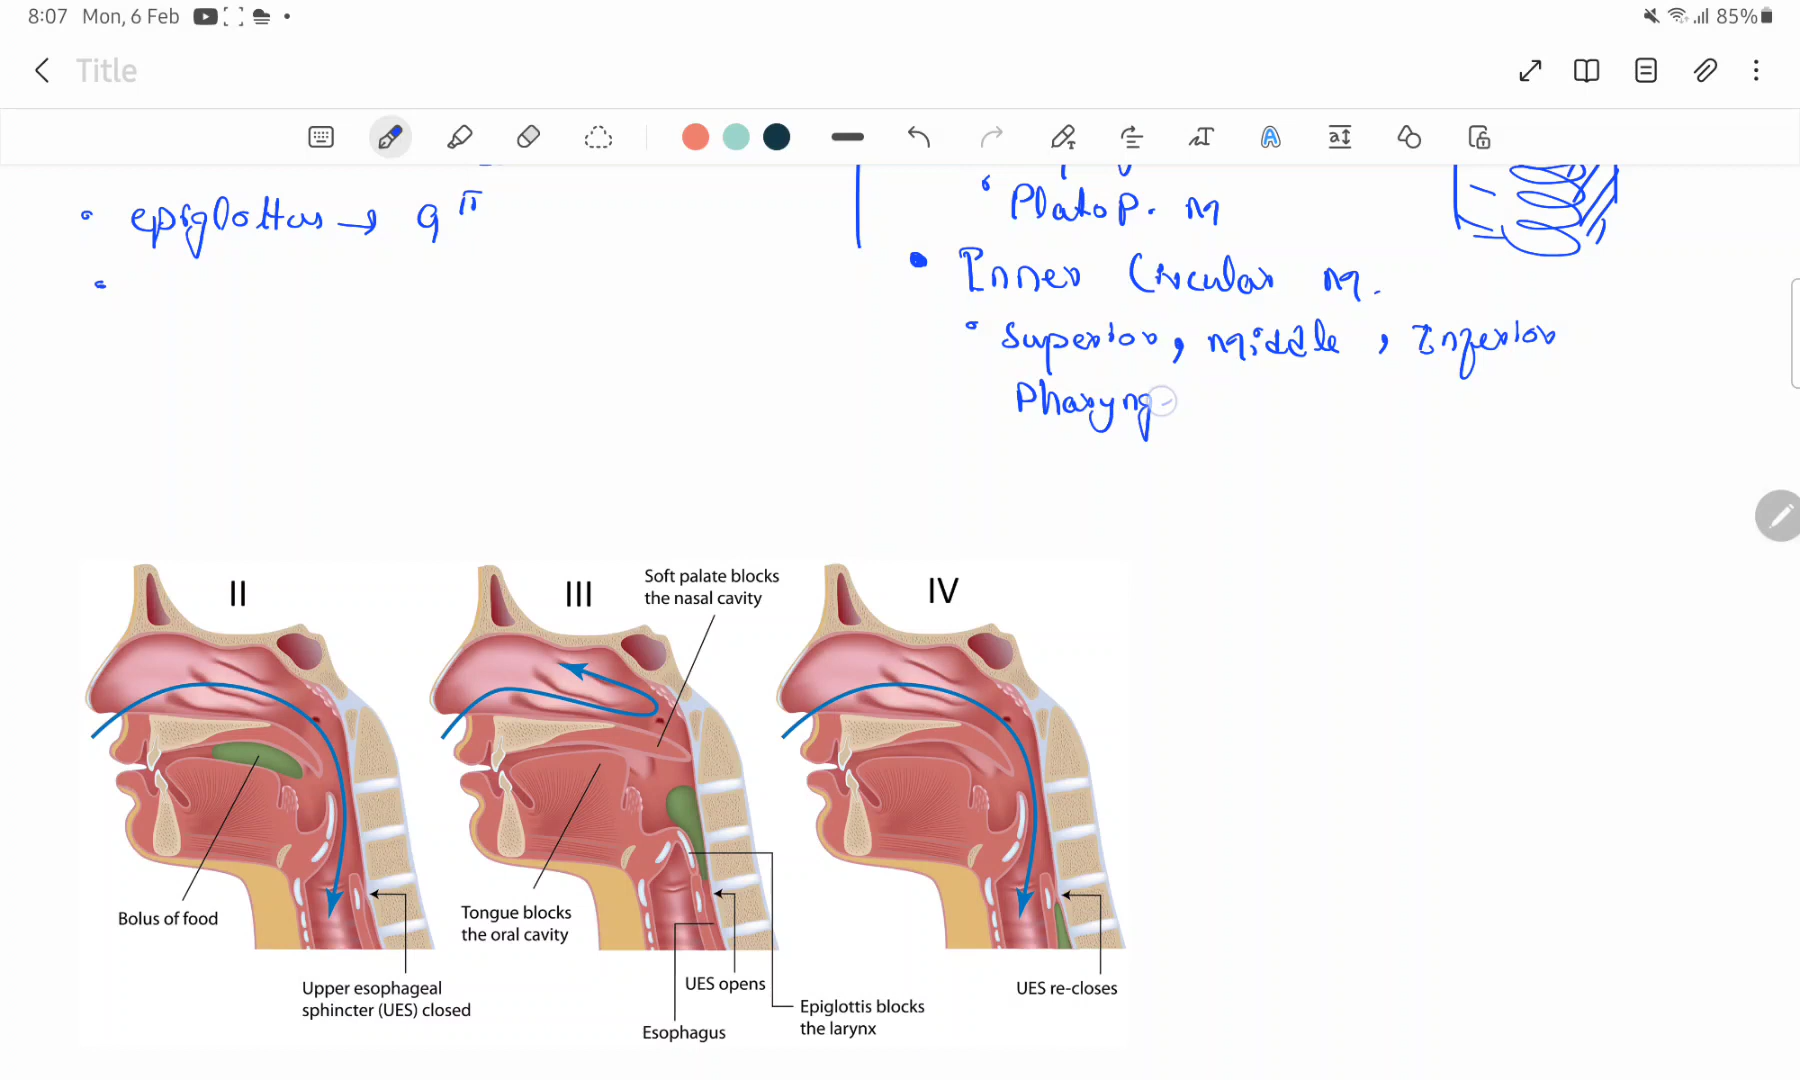 8:07 Mon, 6 Feb 85%
Title
epiglottus → 9
Plato P. M
Inner Circular M.
Superior, Middle, Inferior
Pharyng
II
III
IV
Soft palate blocks
the nasal cavity
Bolus of food
Tongue blocks
the oral cavity
Upper esophageal
sphincter (UES) closed
UES opens
Esophagus
Epiglottis blocks
the larynx
UES re-closes